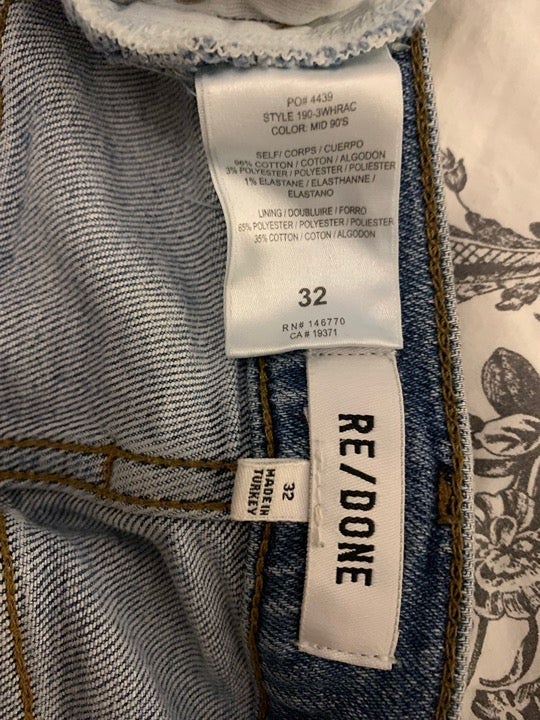 PO# 4439
STYLE 190-3WHRAC
COLOR: MID 90'S
SELF/ CORPS / CUERPO
96% COTTON / COTON / ALGODON
3% POLYESTER / POLYESTER / POLIESTER
1% ELASTANE / ELASTHANNE /
ELASTANO
LINING / DOUBLUIRE / FORRO
65% POLYESTER / POLYESTER / POLIESTER
35% COTTON / COTON / ALGODON
32
RN# 146770
CA# 19371
RE/DONE
32
MADE IN
TURKEY